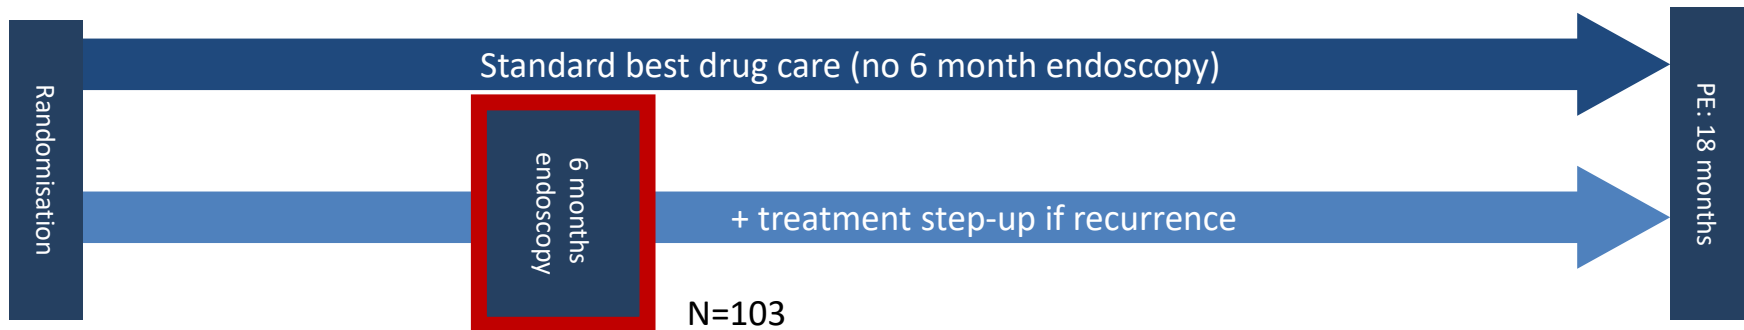 Randomisation
Standard best drug care (no 6 month endoscopy)
6 months
endoscopy
+ treatment step-up if recurrence
N=103
PE: 18 months